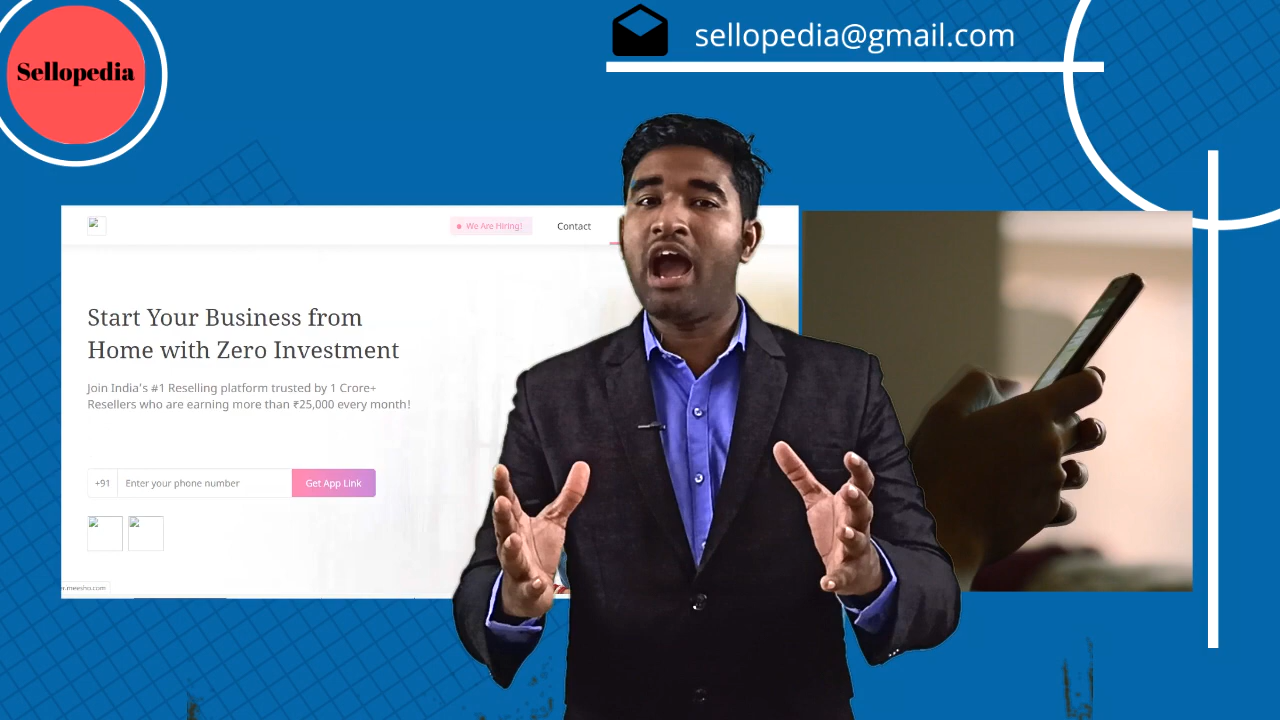 Sellopedia
sellopedia@gmail.com
We Are Hiring!
Contact
Start Your Business from
Home with Zero Investment
Join India's #1 Reselling platform trusted by 1 Crore+
Resellers who are earning more than ₹25,000 every month!
+91
Enter your phone number
Get App Link
r.meesho.com